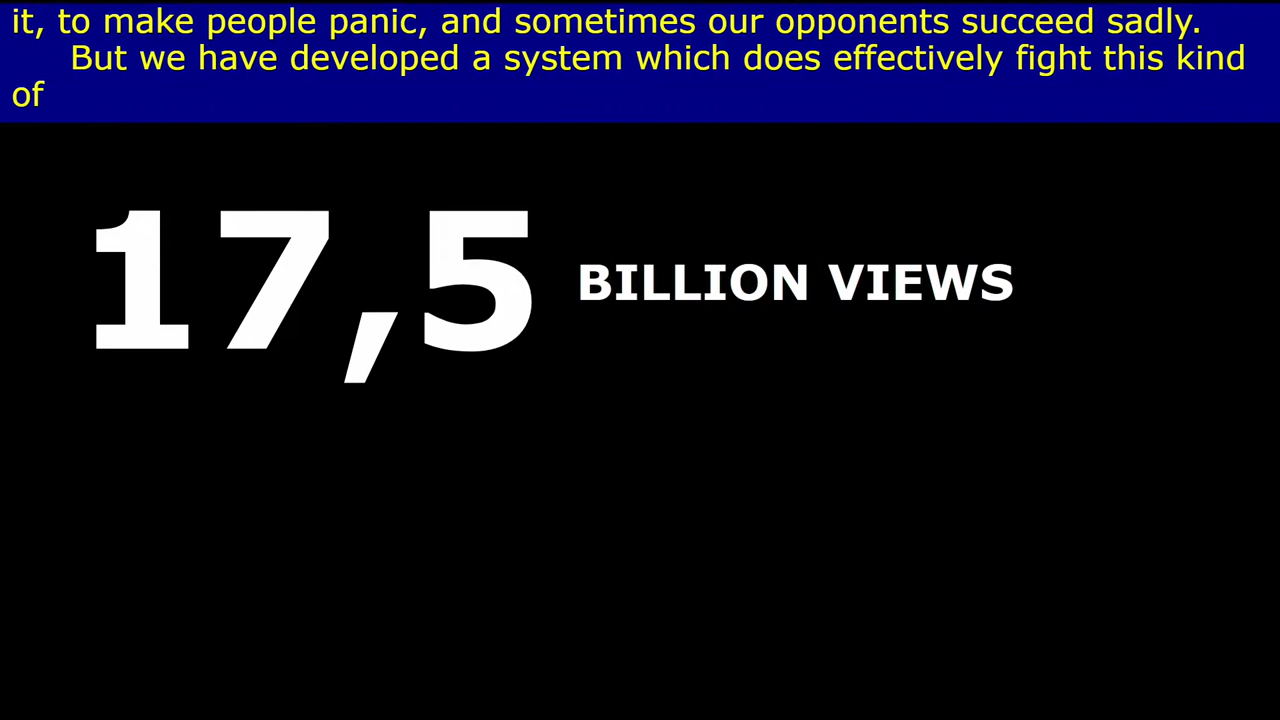 it, to make people panic, and sometimes our opponents succeed sadly.
But we have developed a system which does effectively fight this kind
of
17,5 BILLION VIEWS